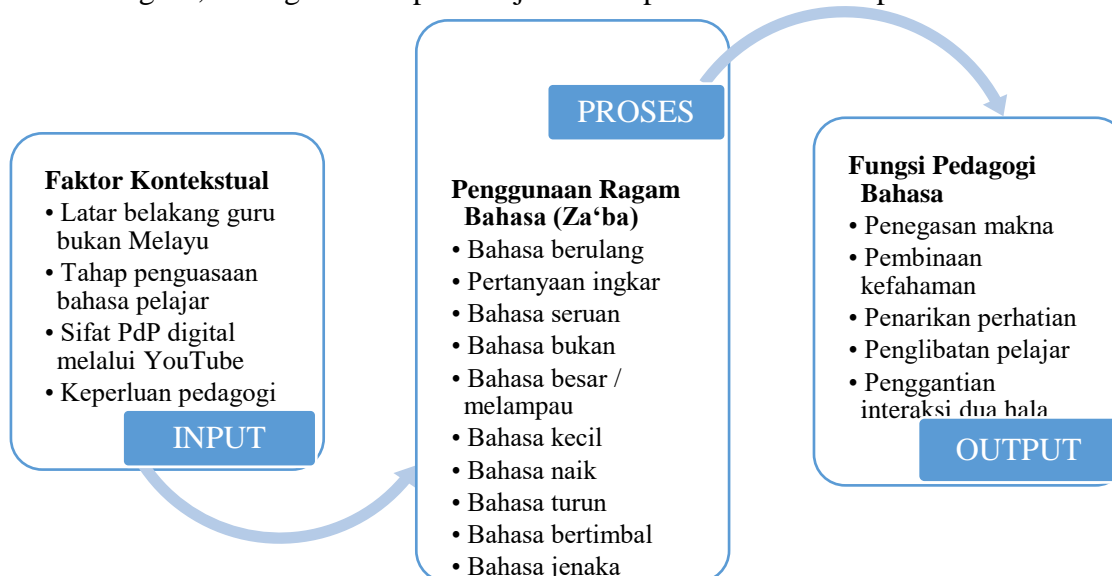 PROSES
Faktor Kontekstual
• Latar belakang guru
bukan Melayu
• Tahap penguasaan
bahasa pelajar
• Sifat PdP digital
melalui YouTube
• Keperluan pedagogi
INPUT
Penggunaan Ragam
Bahasa (Za‘ba)
• Bahasa berulang
• Pertanyaan ingkar
• Bahasa seruan
• Bahasa bukan
• Bahasa besar /
melampau
• Bahasa kecil
• Bahasa naik
• Bahasa turun
• Bahasa bertimbal
• Bahasa jenaka
Fungsi Pedagogi
Bahasa
• Penegasan makna
• Pembinaan
kefahaman
• Penarikan perhatian
• Penglibatan pelajar
• Penggantian
interaksi dua hala
OUTPUT